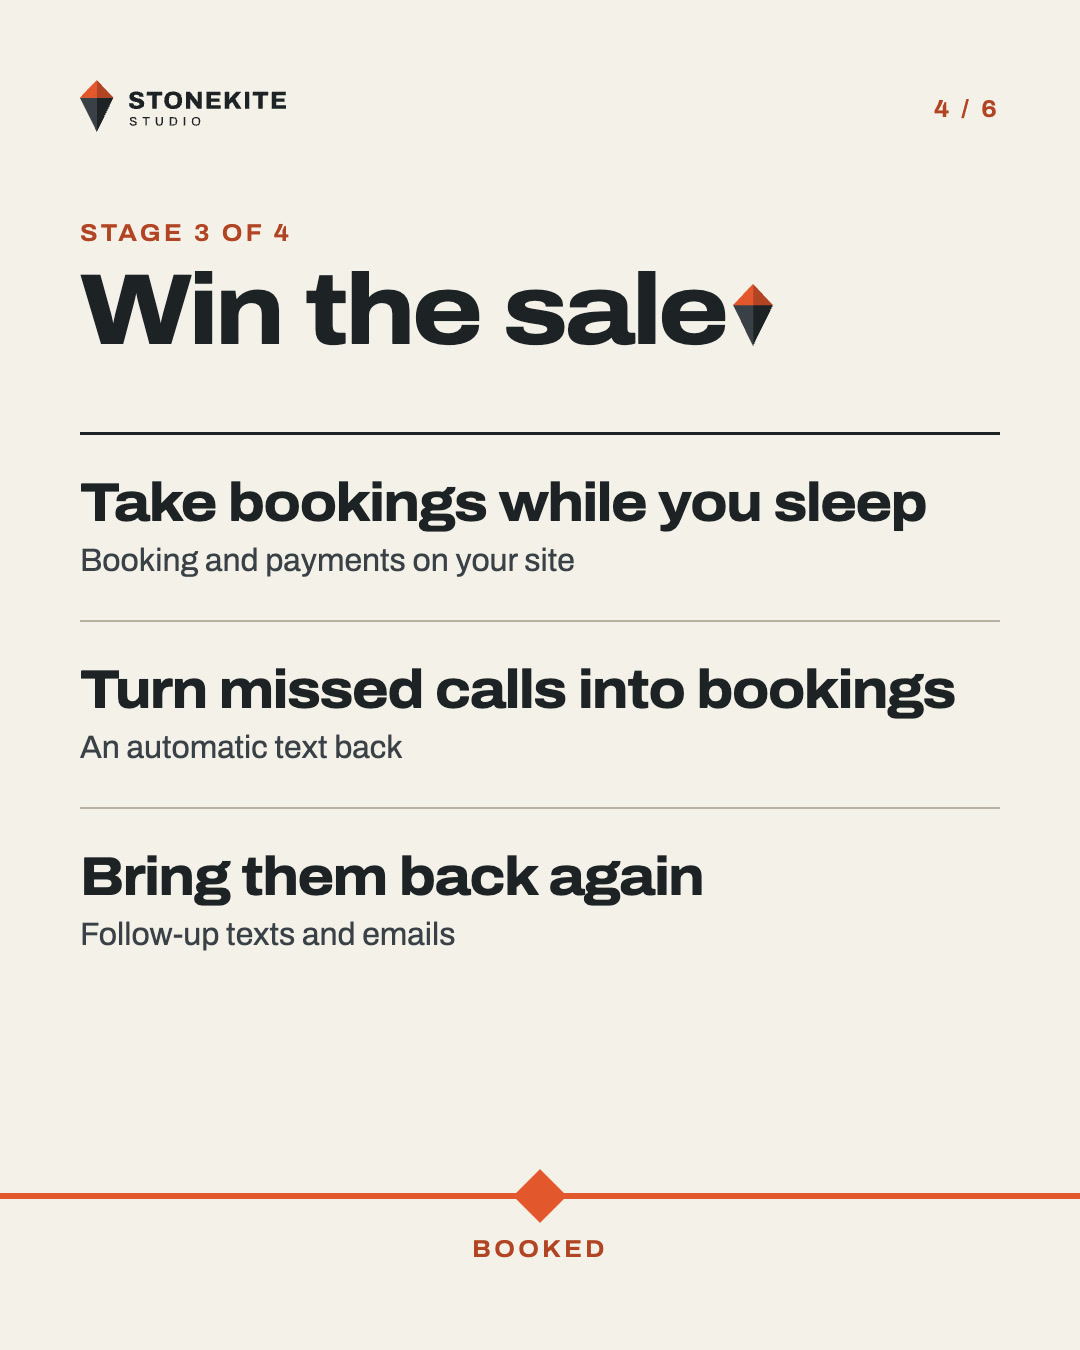 STONEKITE
STUDIO
4 / 6
STAGE 3 OF 4
Win the sale
Take bookings while you sleep
Booking and payments on your site
Turn missed calls into bookings
An automatic text back
Bring them back again
Follow-up texts and emails
BOOKED